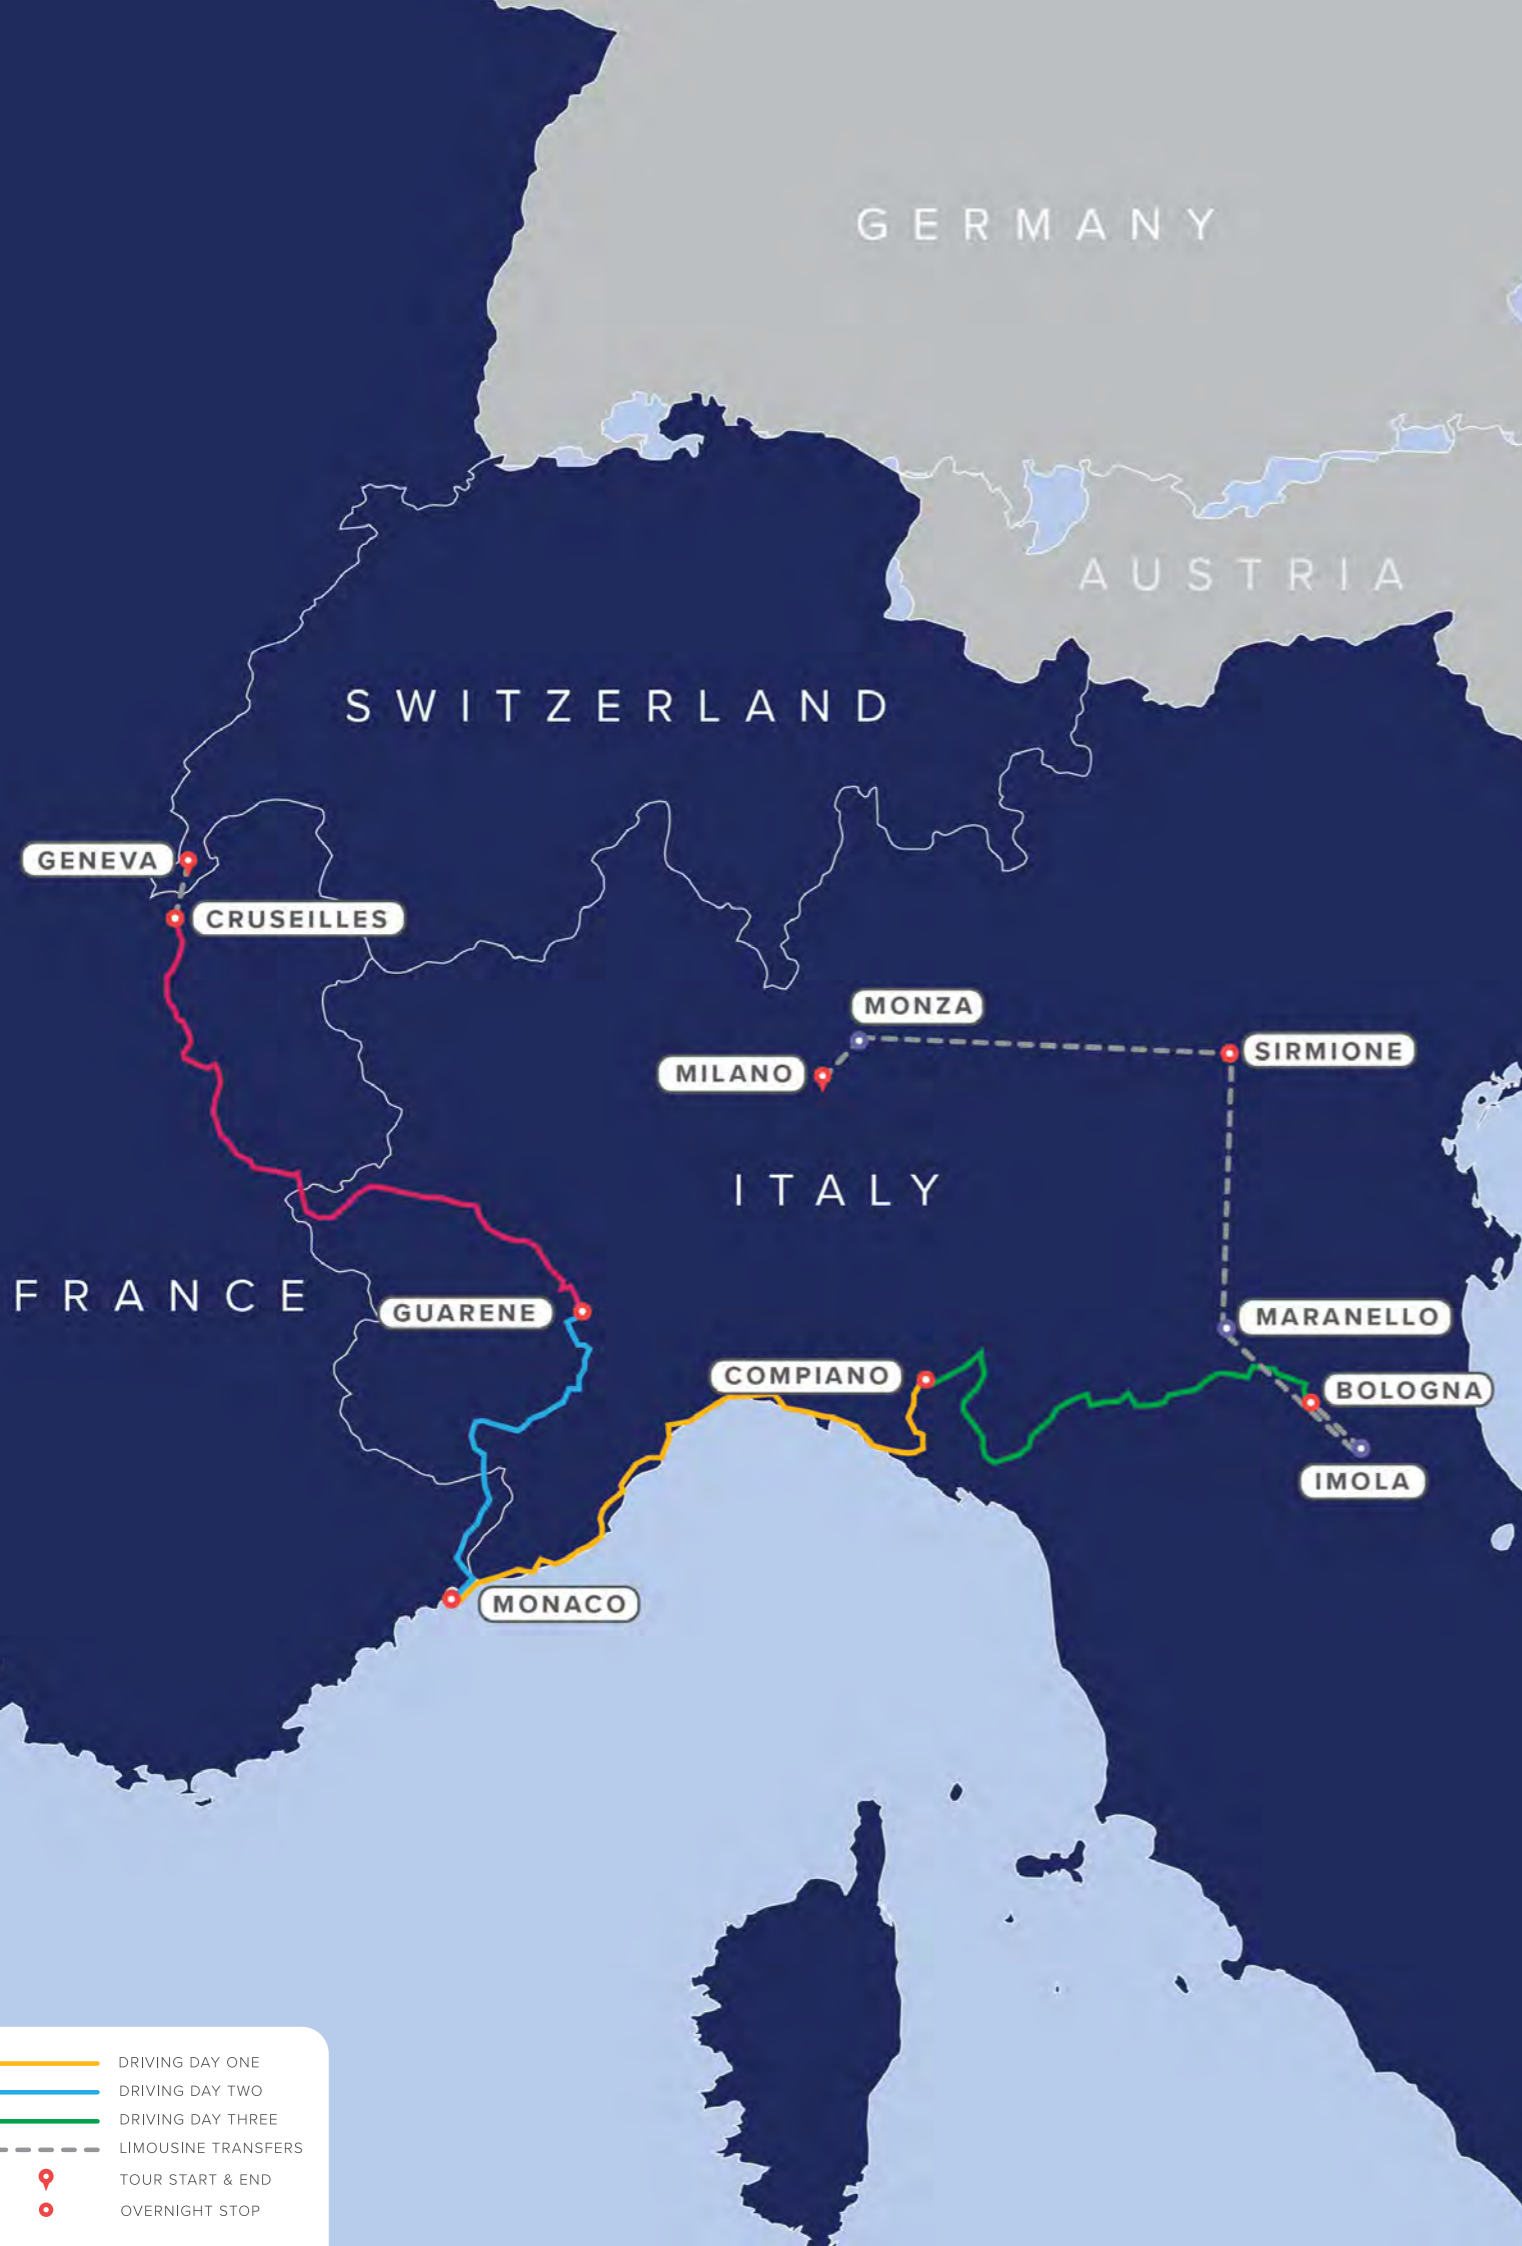 GERMANY
AUSTRIA
SWITZERLAND
GENEVA
CRUSEILLES
MONZA
SIRMIONE
MILANO
ITALY
FRANCE
GUARENE
MARANELLO
COMPIANO
BOLOGNA
IMOLA
MONACO
DRIVING DAY ONE
DRIVING DAY TWO
DRIVING DAY THREE
LIMOUSINE TRANSFERS
TOUR START & END
OVERNIGHT STOP